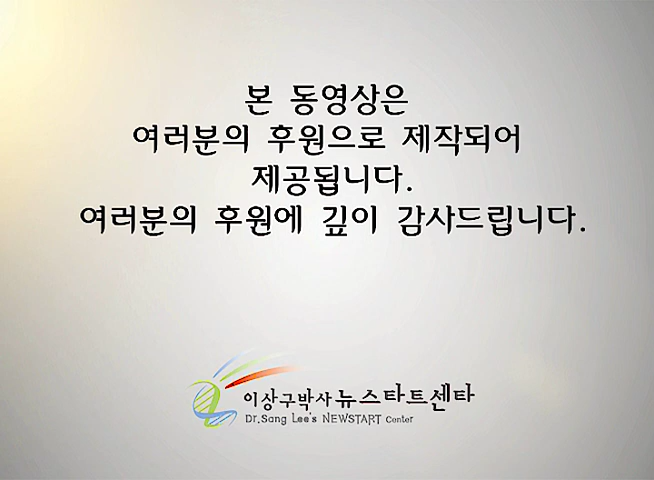 본 동영상은
여러분의 후원으로 제작되어
제공됩니다.
여러분의 후원에 깊이 감사드립니다.
이상구박사 뉴스타트센타
Dr.Sang Lee's NEWSTART Center